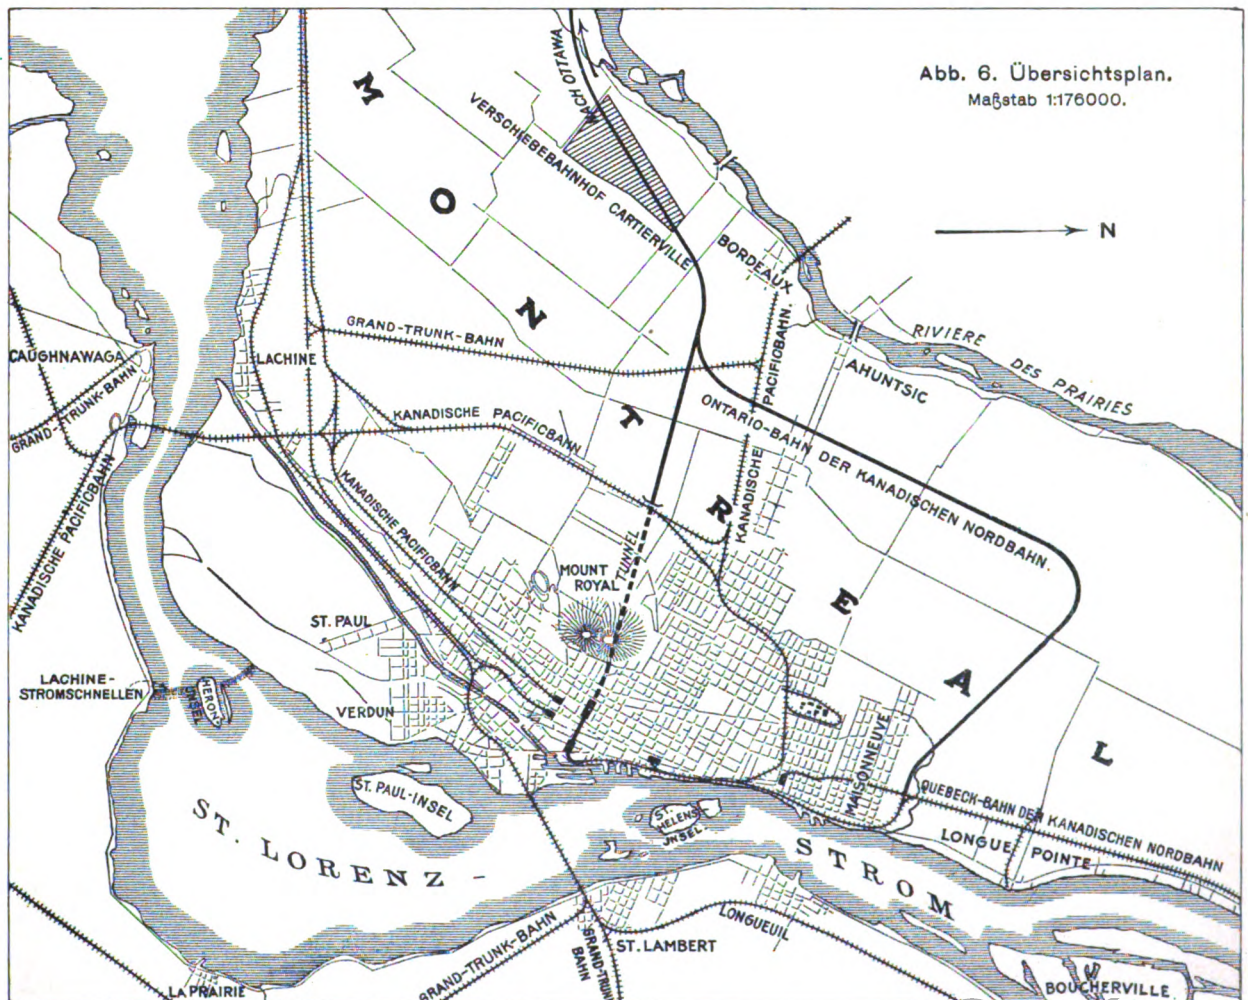 Abb. 6. Übersichtsplan.
Maßstab 1:176000.
N
NACH OTTAWA
VERSCHIEBEBAHNHOF CARTIERVILLE
BORDEAUX
RIVIERE DES PRAIRIES
AHUNTSIC
MONTREAL
CAUGHNAWAGA
GRAND-TRUNK-BAHN
KANADISCHE PACIFICBAHN
LACHINE
GRAND-TRUNK-BAHN
KANADISCHE PACIFICBAHN
KANADISCHE PACIFICBAHN.
ONTARIO-BAHN DER KANADISCHEN NORDBAHN.
KANADISCHE PACIFICBAHN
TUNNEL
MOUNT
ROYAL
ST. PAUL
VERDUN
LACHINE-
STROMSCHNELLEN
HERON-
INSEL
ST. PAUL-INSEL
ST.
HELENS
INSEL
MAISONNEUVE
QUEBECK-BAHN DER KANADISCHEN NORDBAHN
LONGUE POINTE
ST. LORENZ - STROM
GRAND-TRUNK-BAHN
GRAND-TRUNK
BAHN
ST. LAMBERT
LONGUEUIL
LA PRAIRIE
BOUCHERVILLE